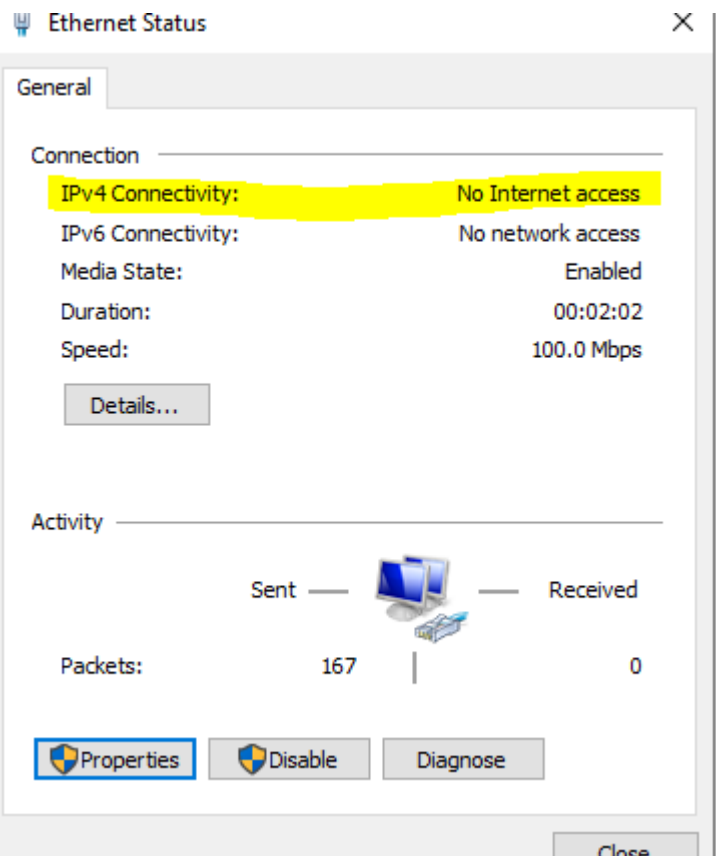 Ethernet Status
General
Connection
IPv4 Connectivity: No Internet access
IPv6 Connectivity: No network access
Media State: Enabled
Duration: 00:02:02
Speed: 100.0 Mbps
Details...
Activity
Sent Received
Packets: 167 0
Properties Disable Diagnose
Close